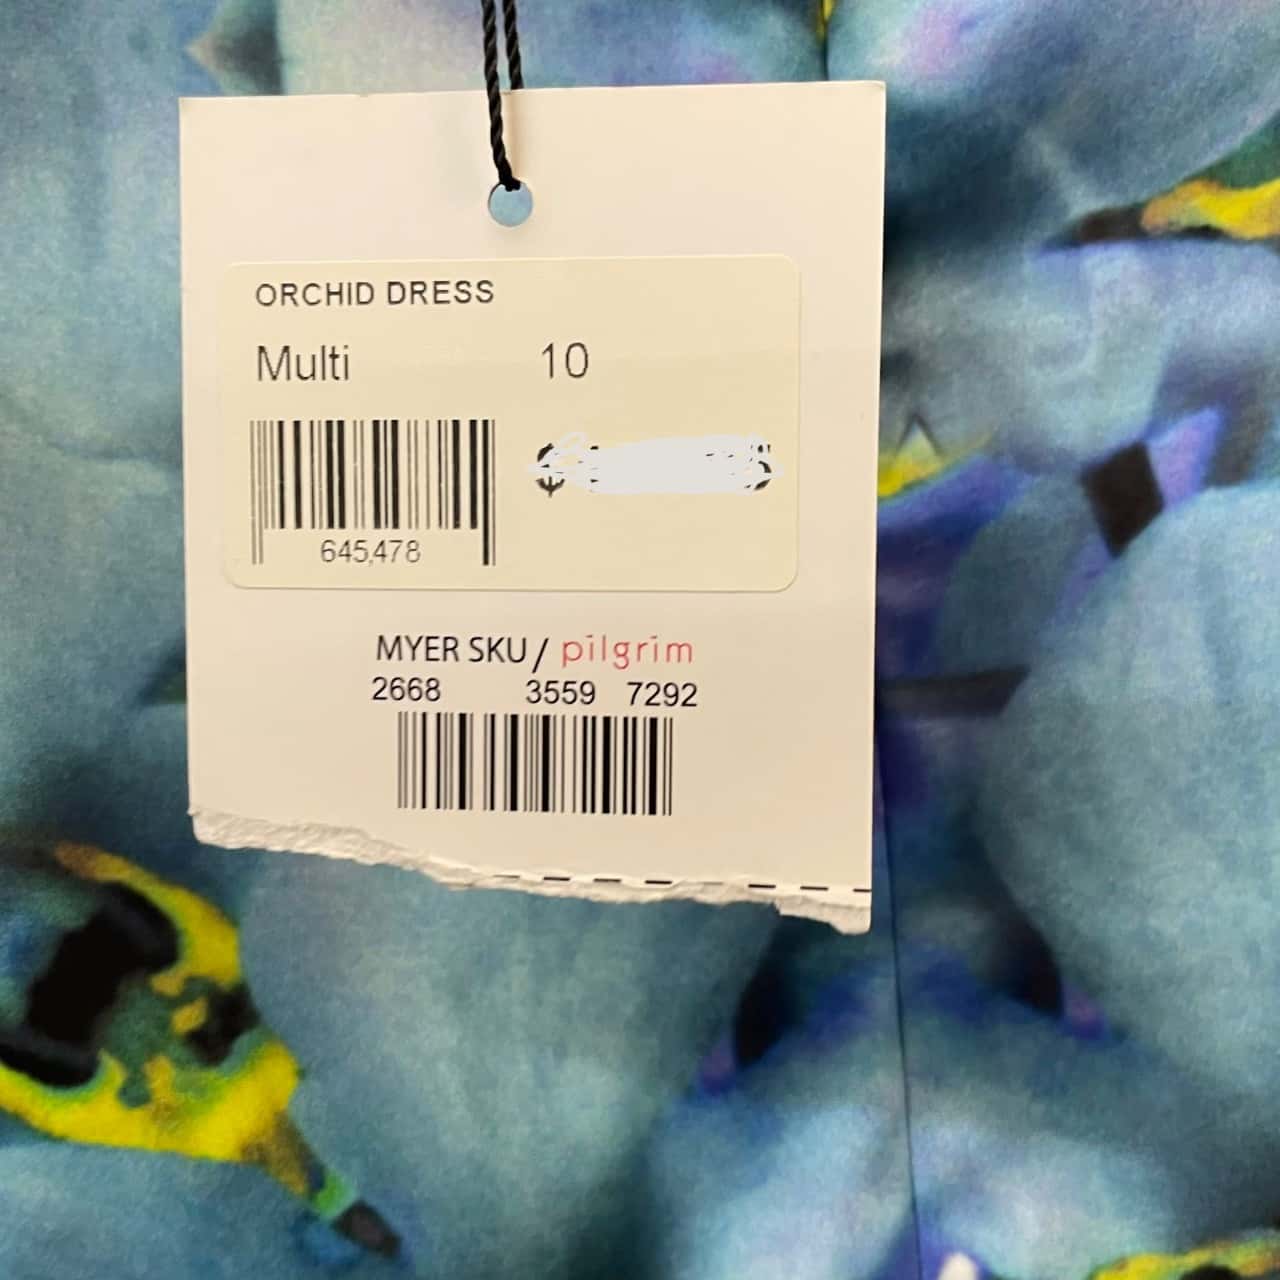 ORCHID DRESS
Multi 10
645,478
MYER SKU / pilgrim
2668 3559 7292